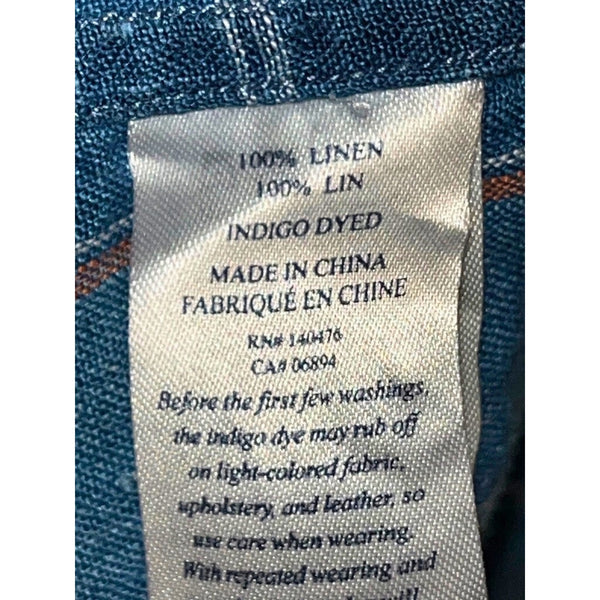 100% LINEN
100% LIN
INDIGO DYED
MADE IN CHINA
FABRIQUÉ EN CHINE
RN# 140476
CA# 06894
Before the first few washings,
the indigo dye may rub off
on light-colored fabric,
upholstery, and leather, so
use care when wearing.
With repeated wearing and